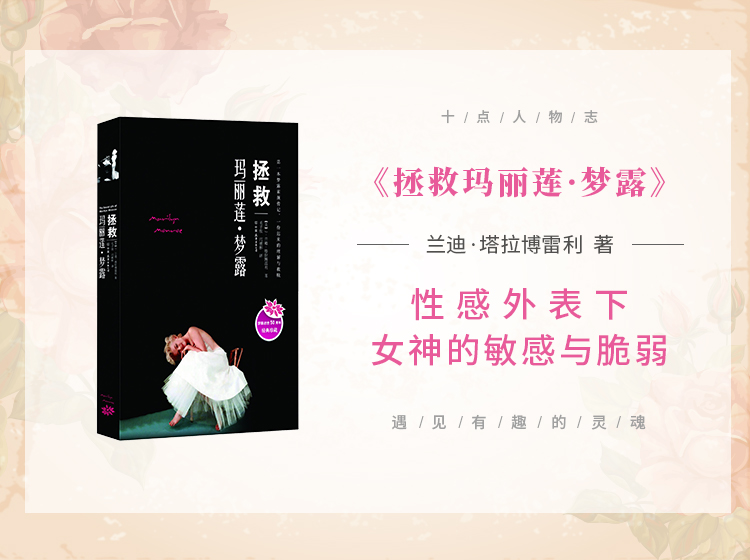 十/点/人/物/志
《拯救玛丽莲·梦露》
兰迪·塔拉博雷利 著
性感外表下
女神的敏感与脆弱
遇/见/有/趣/的/灵/魂
拯救
玛丽莲·梦露
Marilyn
Monroe
拯救
玛丽莲·梦露